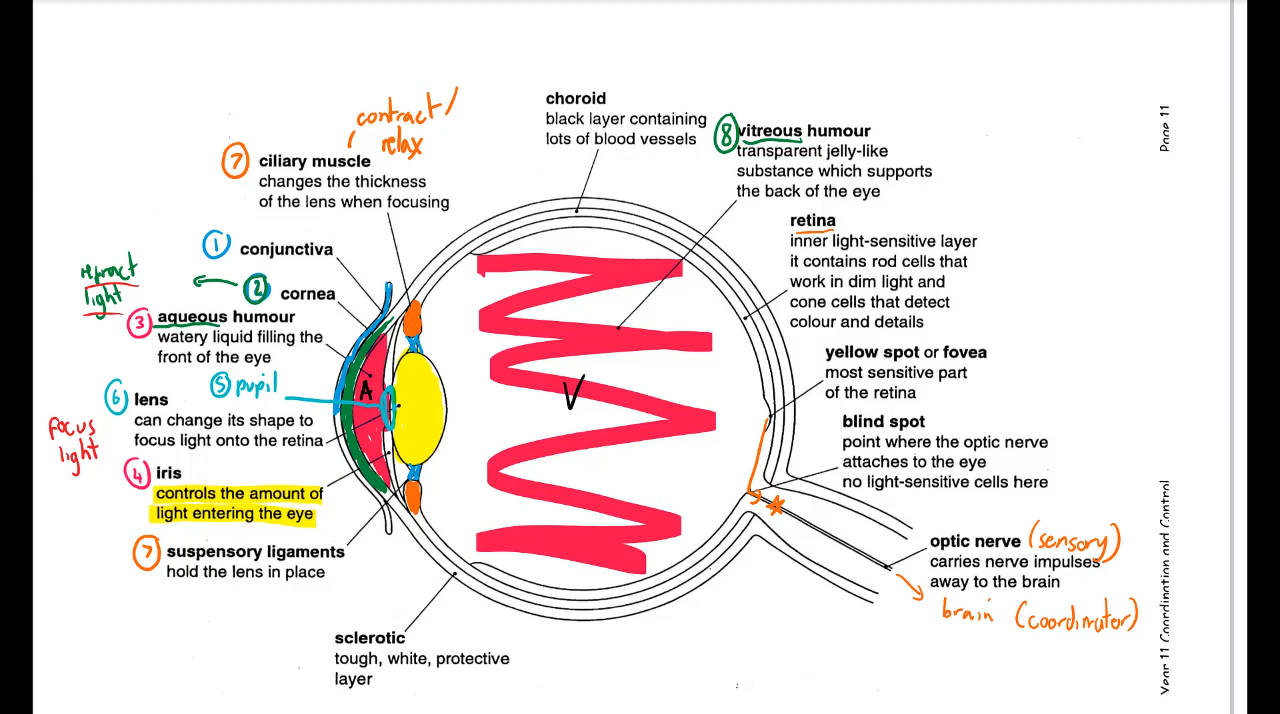 contract/
relax
choroid
black layer containing
lots of blood vessels
8 vitreous humour
transparent jelly-like
substance which supports
the back of the eye
7 ciliary muscle
changes the thickness
of the lens when focusing
retina
inner light-sensitive layer
it contains rod cells that
work in dim light and
cone cells that detect
colour and details
1 conjunctiva
refract
light
2 cornea
3 aqueous humour
watery liquid filling the
front of the eye
5 pupil
A
V
6 lens
can change its shape to
focus light onto the retina
focus
light
4 iris
controls the amount of
light entering the eye
7 suspensory ligaments
hold the lens in place
yellow spot or fovea
most sensitive part
of the retina
blind spot
point where the optic nerve
attaches to the eye
no light-sensitive cells here
optic nerve (sensory)
carries nerve impulses
away to the brain
brain (coordinator)
sclerotic
tough, white, protective
layer
Page 11
Year 11 Coordination and Control